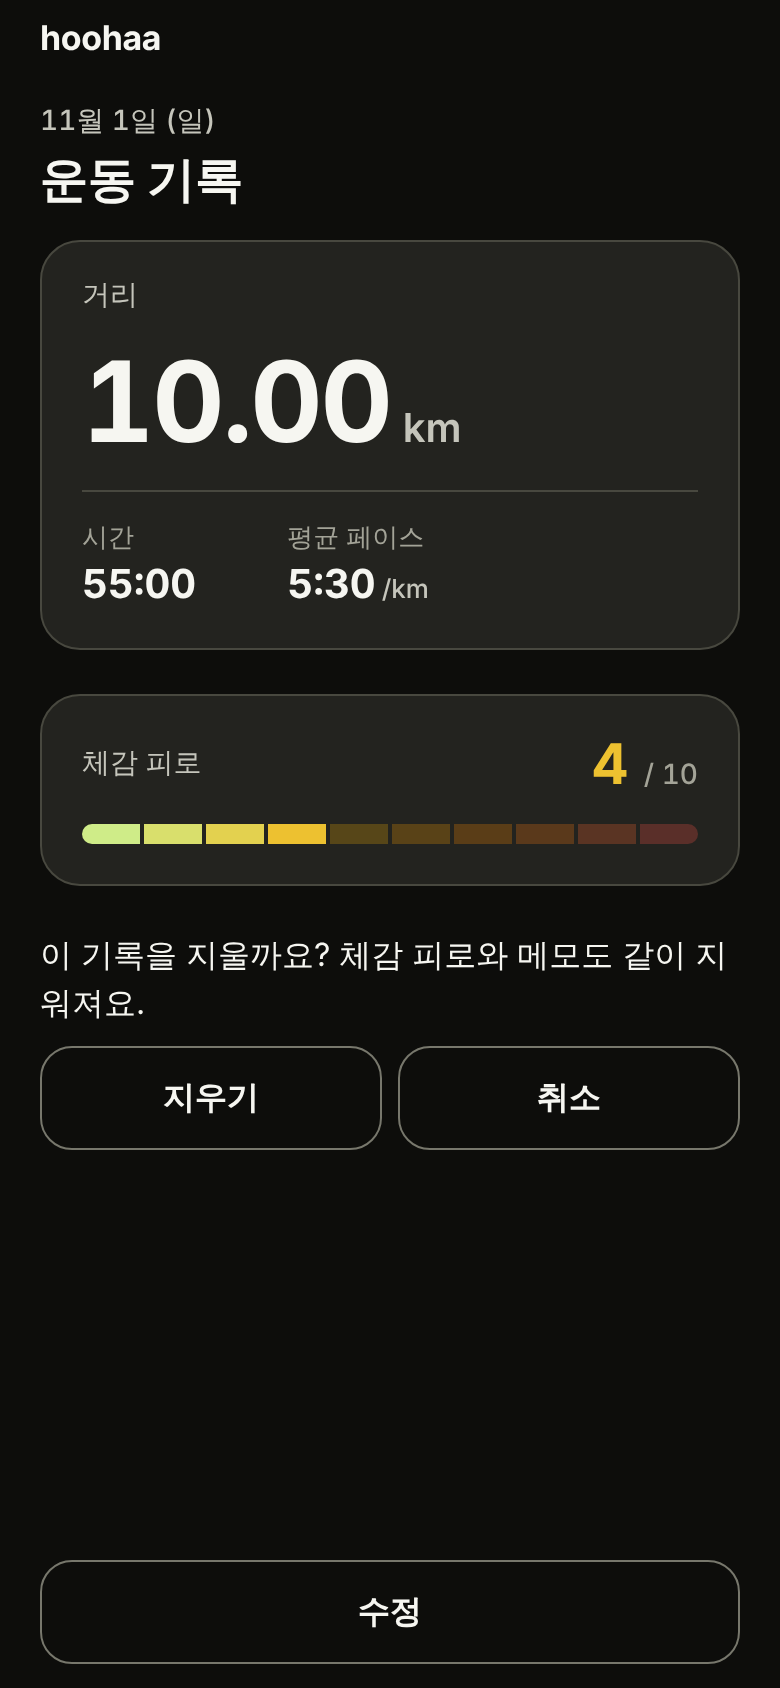 hoohaa
11월 1일 (일)
운동 기록
거리
10.00 km
시간
평균 페이스
55:00
5:30 /km
체감 피로
4 / 10
이 기록을 지울까요? 체감 피로와 메모도 같이 지
워져요.
지우기
취소
수정